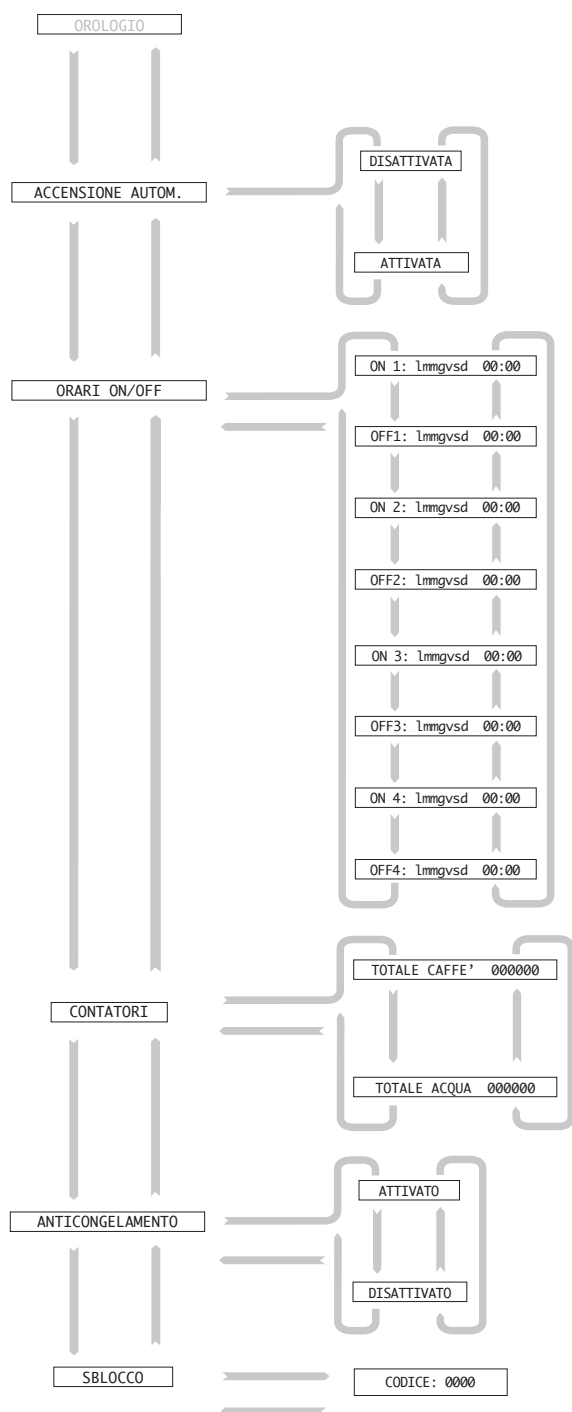 OROLOGIO
DISATTIVATA
ACCENSIONE AUTOM.
ATTIVATA
ON 1: lmmgvsd 00:00
ORARI ON/OFF
OFF1: lmmgvsd 00:00
ON 2: lmmgvsd 00:00
OFF2: lmmgvsd 00:00
ON 3: lmmgvsd 00:00
OFF3: lmmgvsd 00:00
ON 4: lmmgvsd 00:00
OFF4: lmmgvsd 00:00
TOTALE CAFFE’ 000000
CONTATORI
TOTALE ACQUA 000000
ATTIVATO
ANTICONGELAMENTO
DISATTIVATO
SBLOCCO
CODICE: 0000